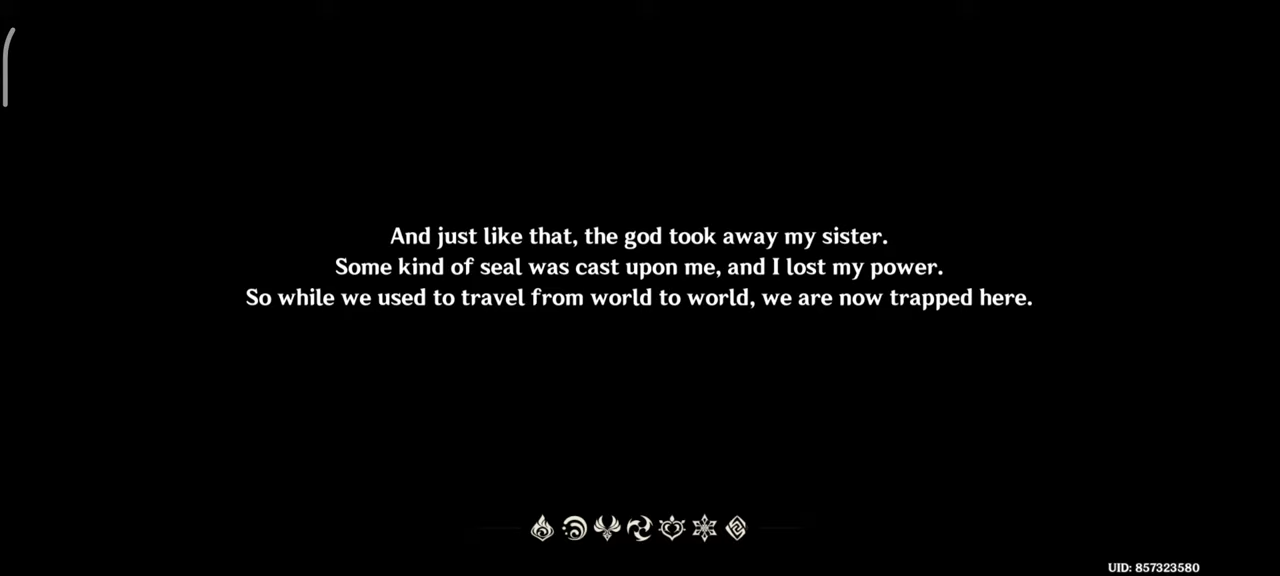 And just like that, the god took away my sister.
Some kind of seal was cast upon me, and I lost my power.
So while we used to travel from world to world, we are now trapped here.
UID: 857323580